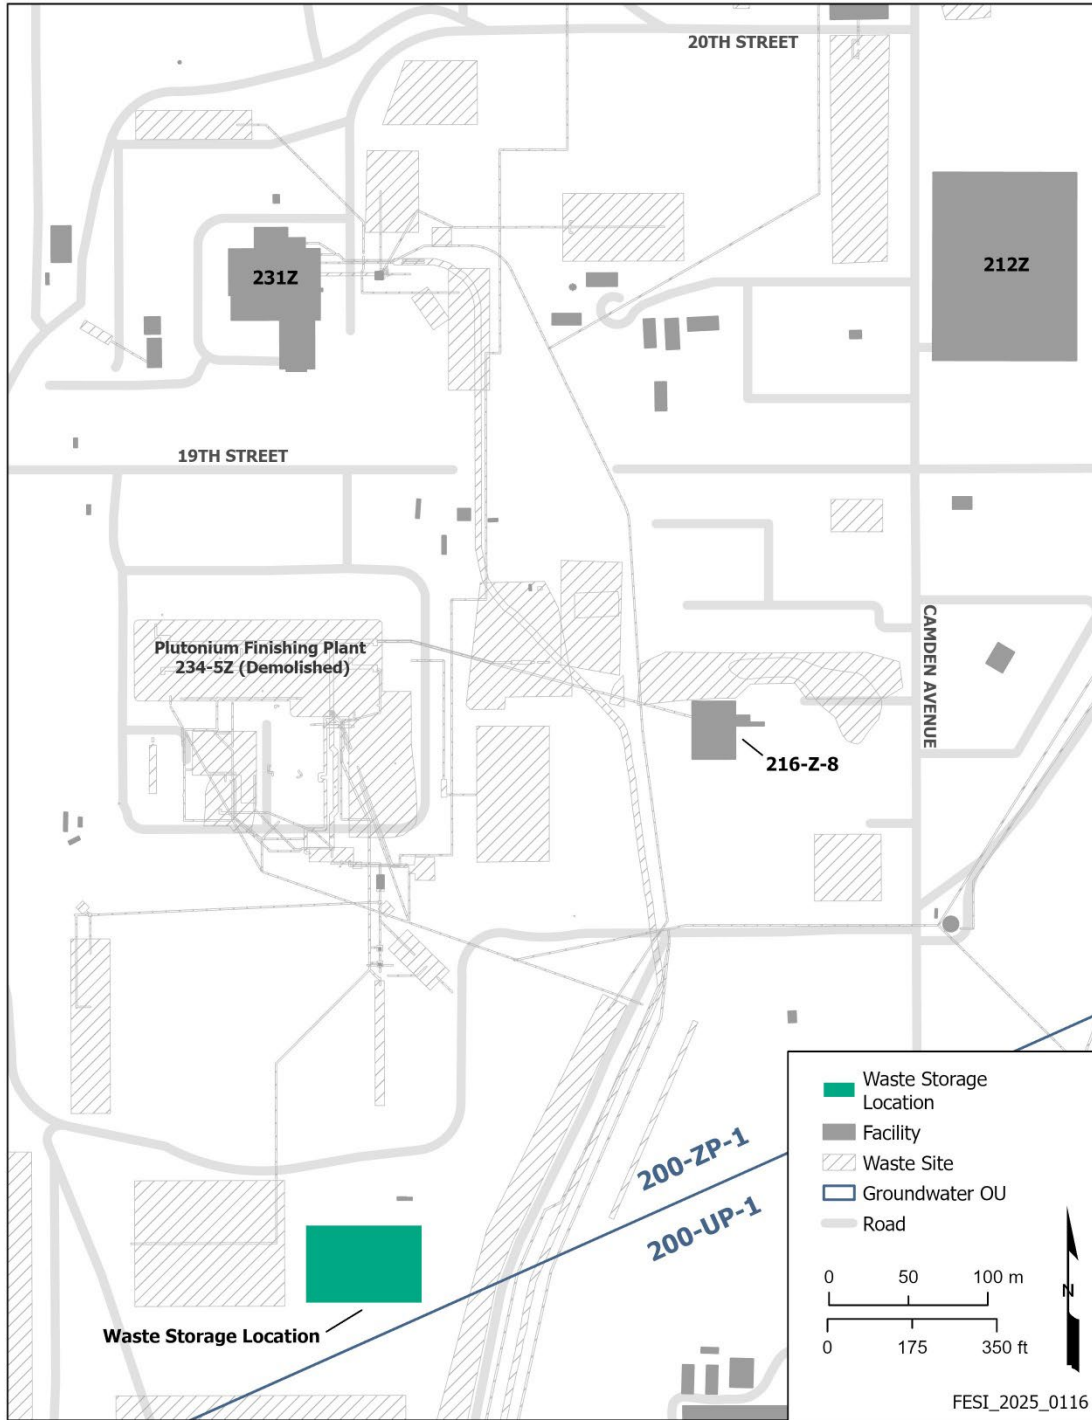 20TH STREET
231Z
212Z
19TH STREET
Plutonium Finishing Plant
234-5Z (Demolished)
CAMDEN AVENUE
216-Z-8
200-ZP-1
200-UP-1
Waste Storage Location
Waste Storage
Location
Facility
Waste Site
Groundwater OU
Road
0 50 100 m
0 175 350 ft
N
FESI_2025_0116